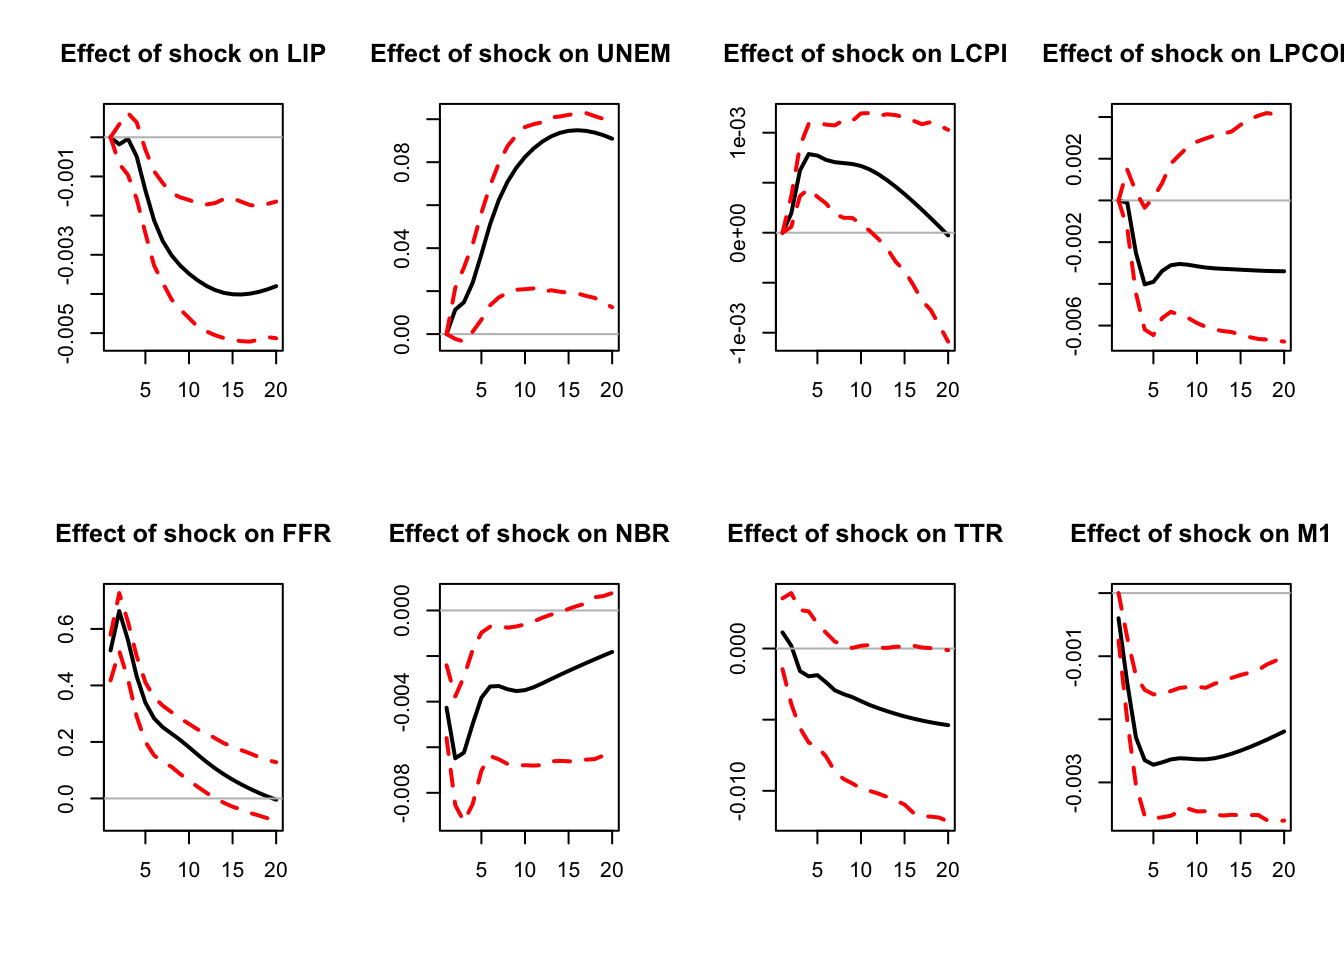 Effect of shock on LIP
Effect of shock on UNEM
Effect of shock on LCPI
Effect of shock on
-0.005 -0.003 -0.001
5 10 15 20
0.00 0.04 0.08
5 10 15 20
-1e-03 0e+00 1e-03
5 10 15 20
-0.006 -0.002 0.002
5 10 15 20
Effect of shock on FFR
Effect of shock on NBR
Effect of shock on TTR
Effect of shock on M1
0.0 0.2 0.4 0.6
5 10 15 20
-0.008 -0.004 0.000
5 10 15 20
-0.010 0.000
5 10 15 20
-0.003 -0.001
5 10 15 20